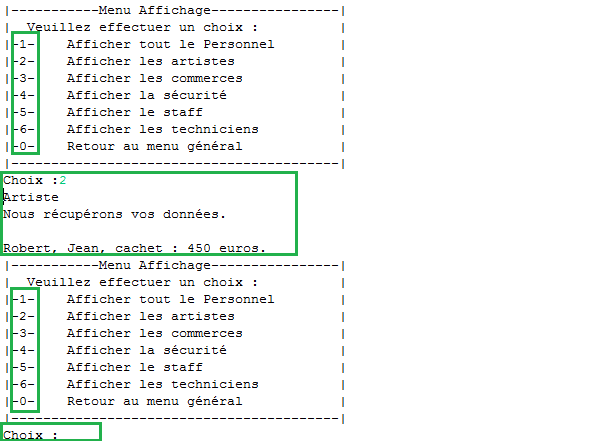 |-----------Menu Affichage----------------|
|  Veuillez effectuer un choix :          |
|-1-    Afficher tout le Personnel        |
|-2-    Afficher les artistes             |
|-3-    Afficher les commerces            |
|-4-    Afficher la sécurité              |
|-5-    Afficher le staff                 |
|-6-    Afficher les techniciens          |
|-0-    Retour au menu général            |
|-----------------------------------------|
Choix :2
Artiste
Nous récupérons vos données.
Robert, Jean, cachet : 450 euros.
|-----------Menu Affichage----------------|
|  Veuillez effectuer un choix :          |
|-1-    Afficher tout le Personnel        |
|-2-    Afficher les artistes             |
|-3-    Afficher les commerces            |
|-4-    Afficher la sécurité              |
|-5-    Afficher le staff                 |
|-6-    Afficher les techniciens          |
|-0-    Retour au menu général            |
|-----------------------------------------|
Choix :